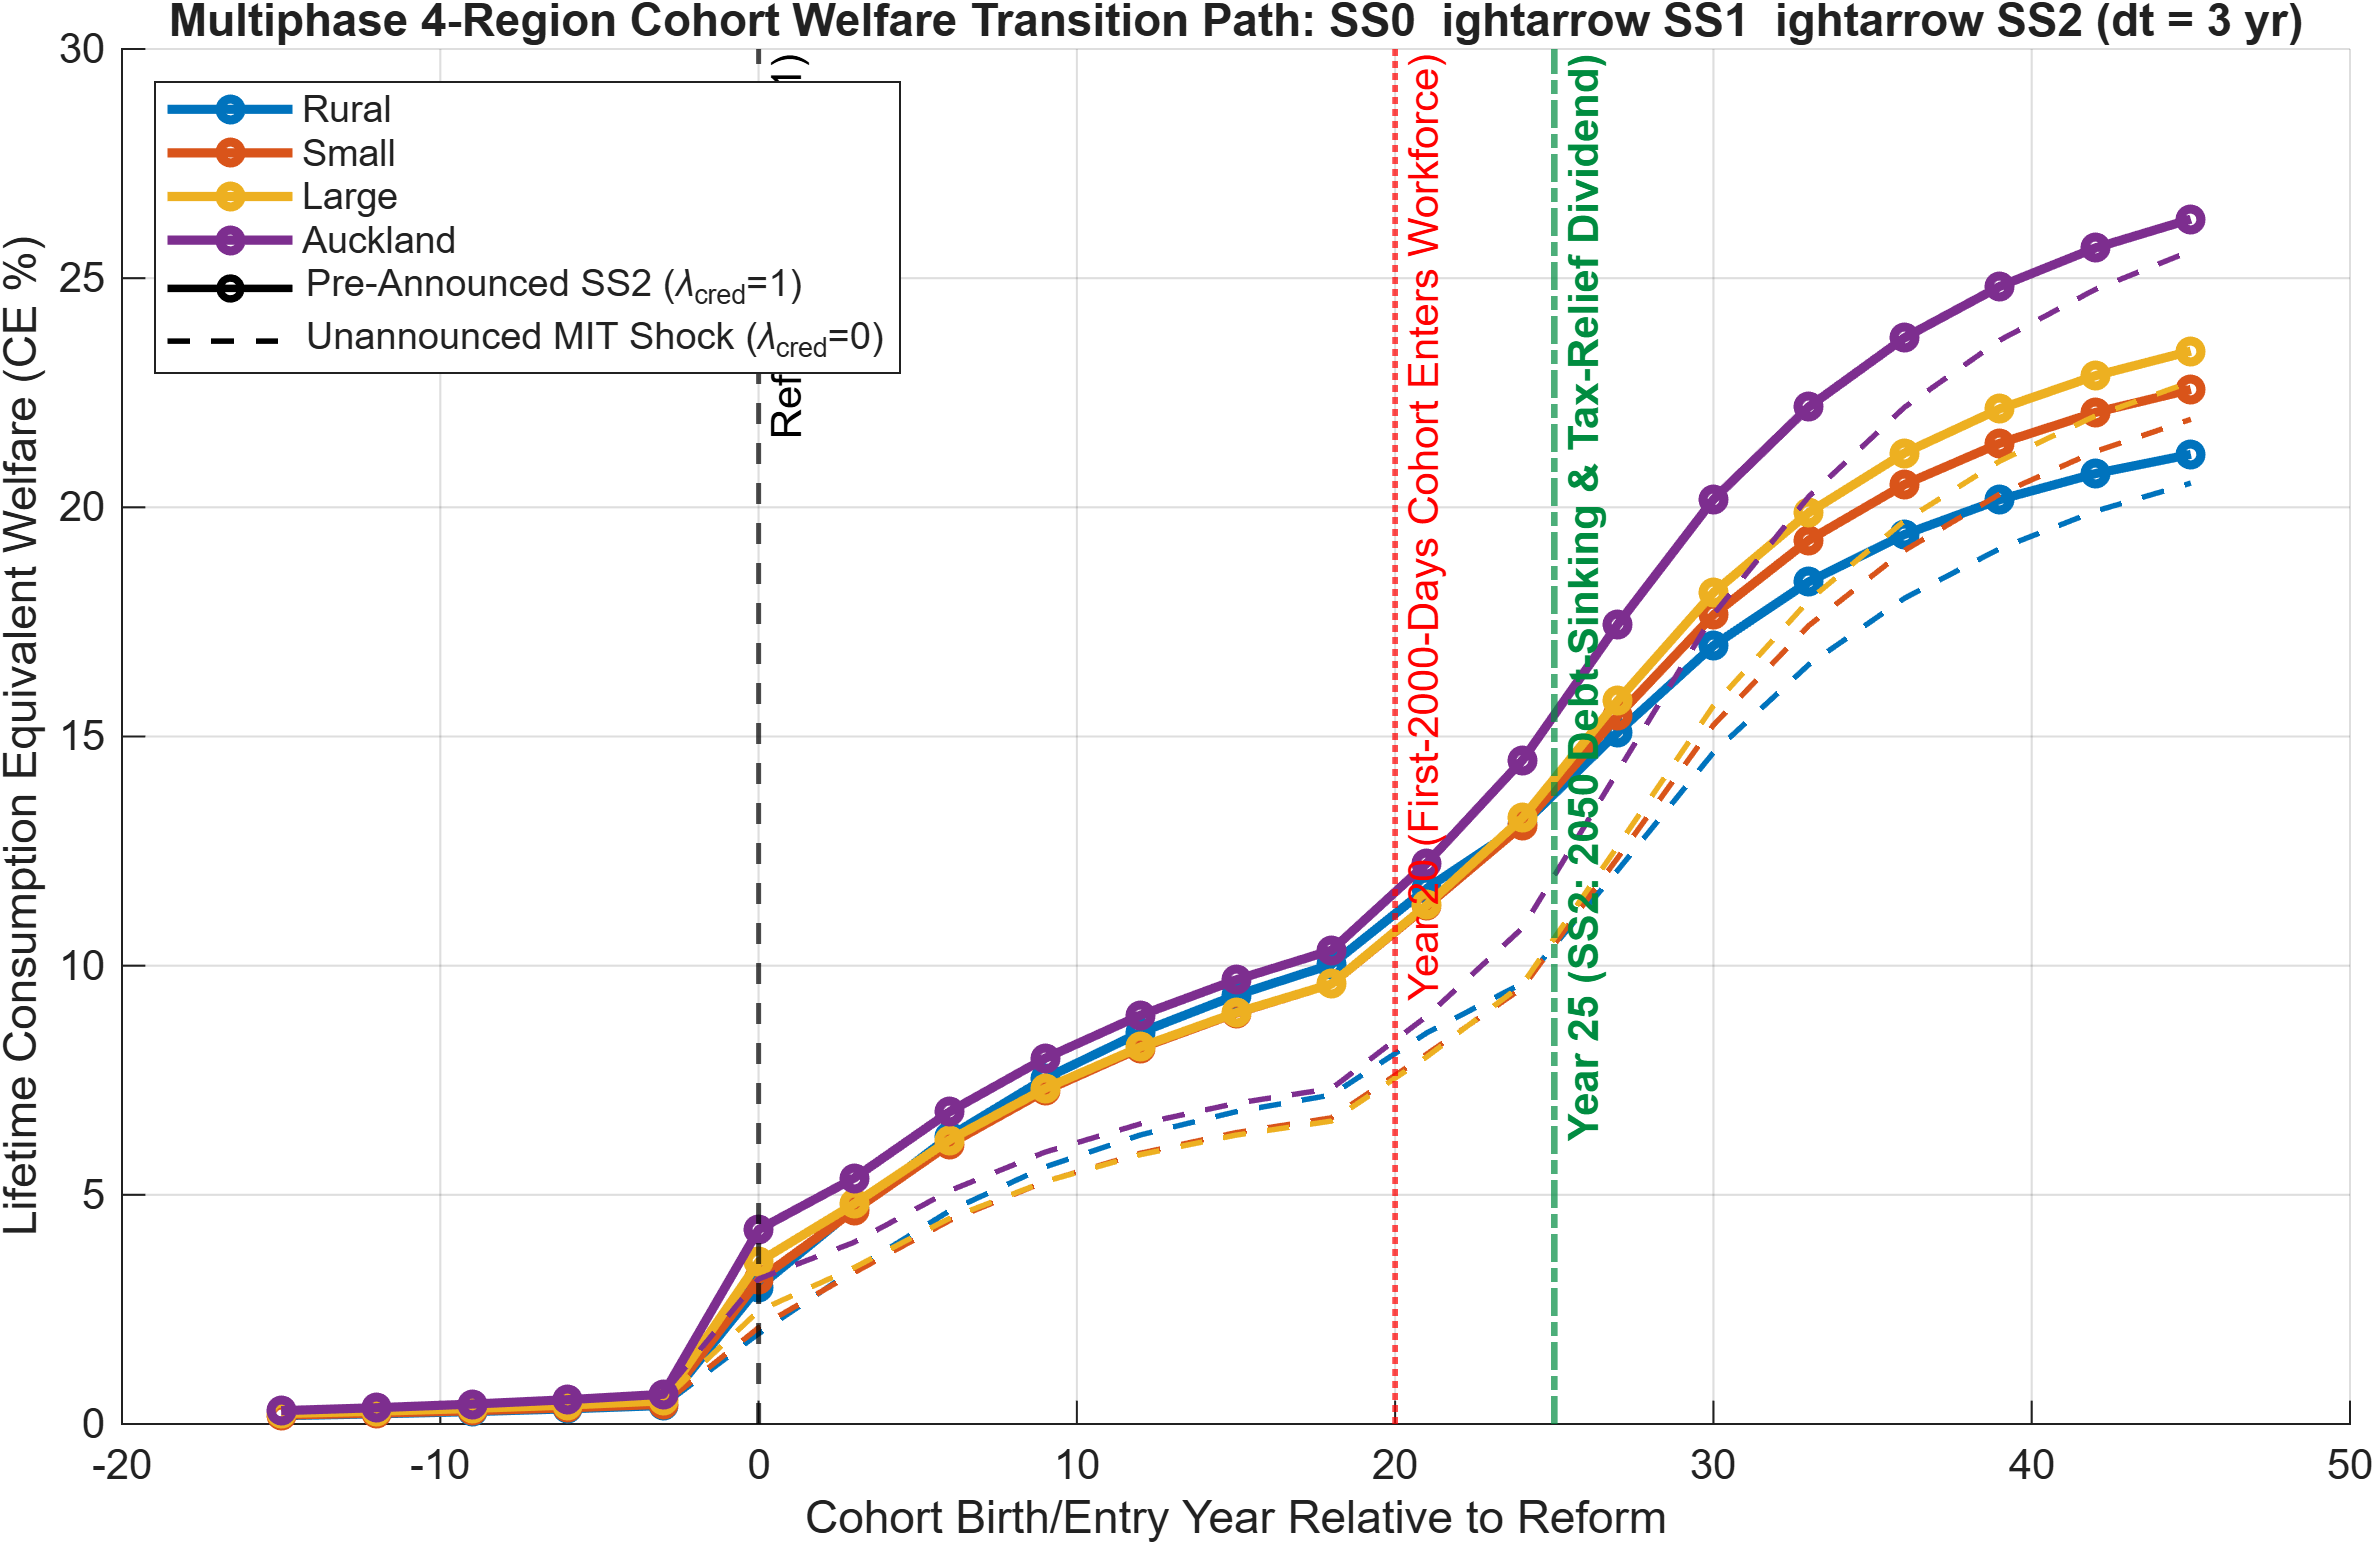 Multiphase 4-Region Cohort Welfare Transition Path: SS0 ightarrow SS1 ightarrow SS2 (dt = 3 yr)
Lifetime Consumption Equivalent Welfare (CE %)
30
25
20
15
10
5
0
Rural
Small
Large
Auckland
Pre-Announced SS2 (λcred=1)
Unannounced MIT Shock (λcred=0)
Year 20 (First-2000-Days Cohort Enters Workforce)
Year 25 (SS2: 2050 Debt-Sinking & Tax-Relief Dividend)
-20
-10
0
10
20
30
40
50
Cohort Birth/Entry Year Relative to Reform